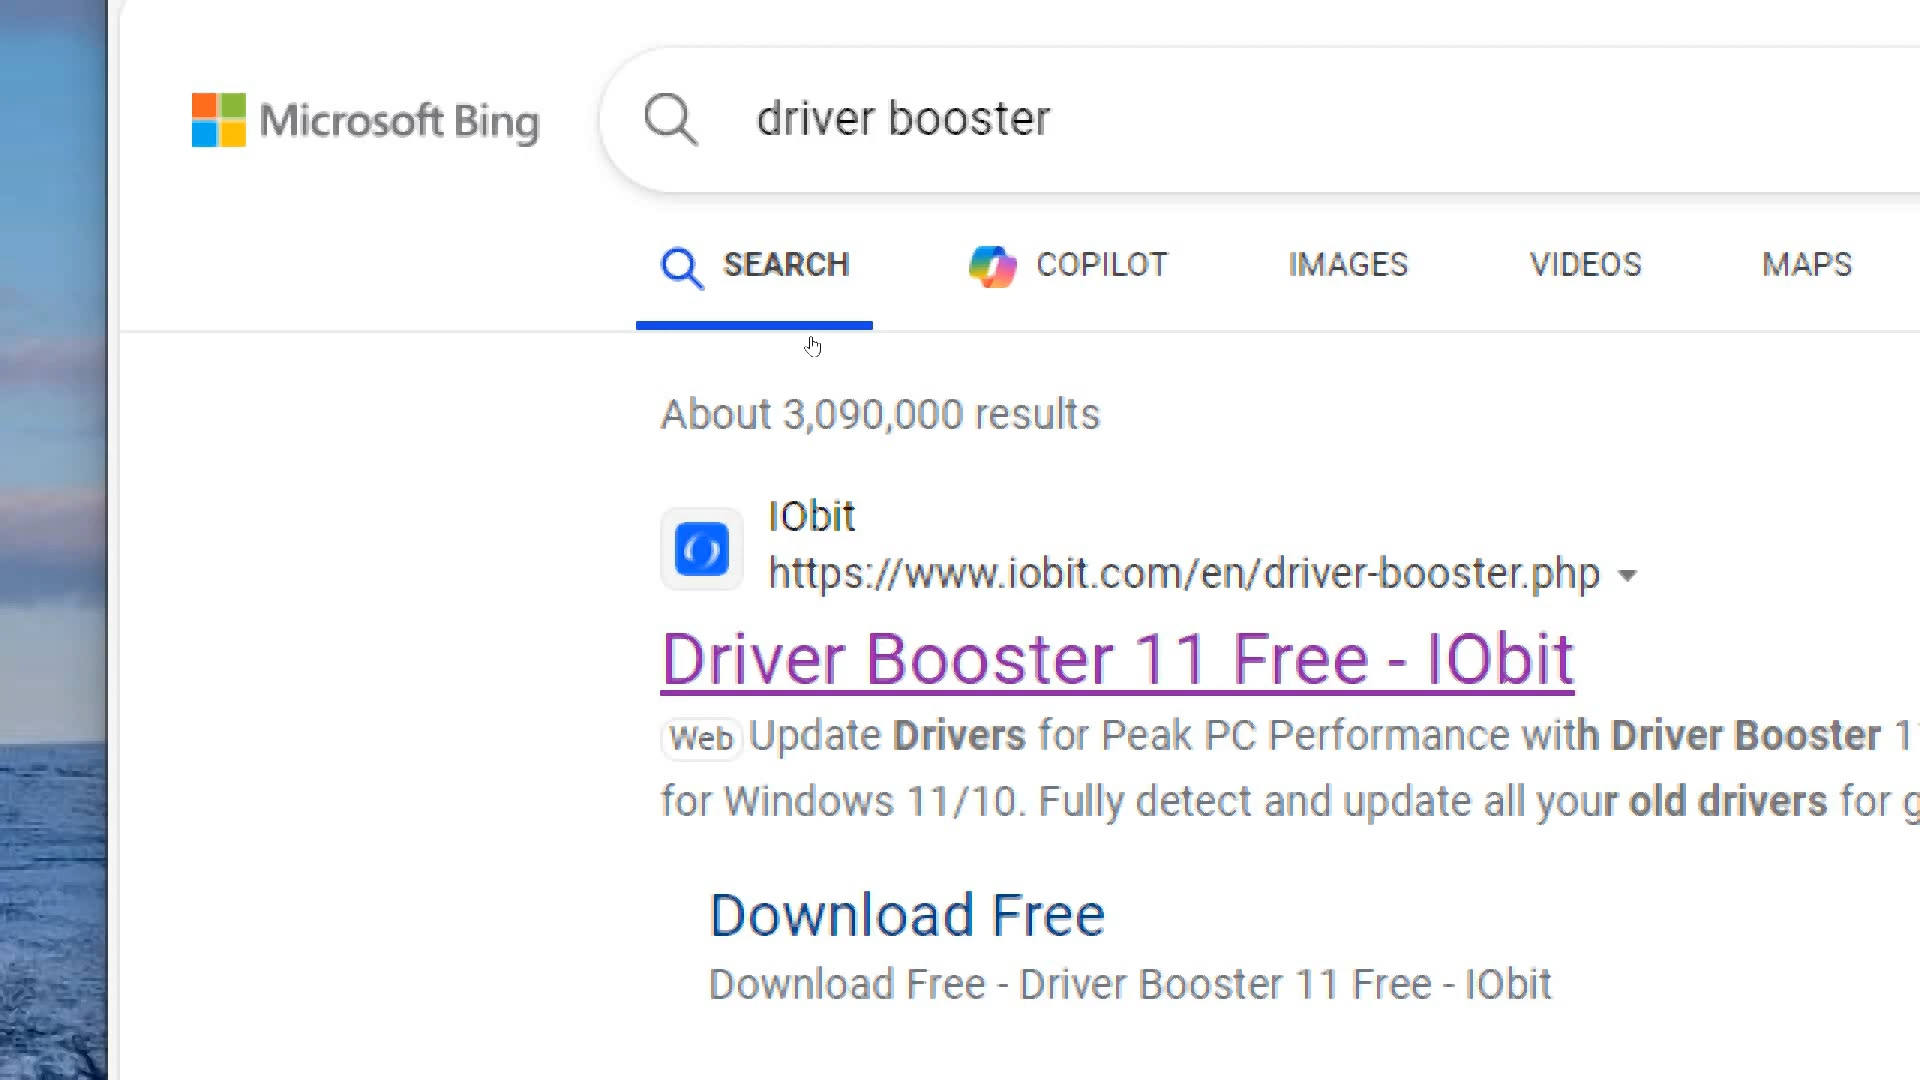 Microsoft Bing
driver booster
SEARCH COPILOT IMAGES VIDEOS MAPS
About 3,090,000 results
IObit
https://www.iobit.com/en/driver-booster.php
Driver Booster 11 Free - IObit
Web Update Drivers for Peak PC Performance with Driver Booster
for Windows 11/10. Fully detect and update all your old drivers for
Download Free
Download Free - Driver Booster 11 Free - IObit